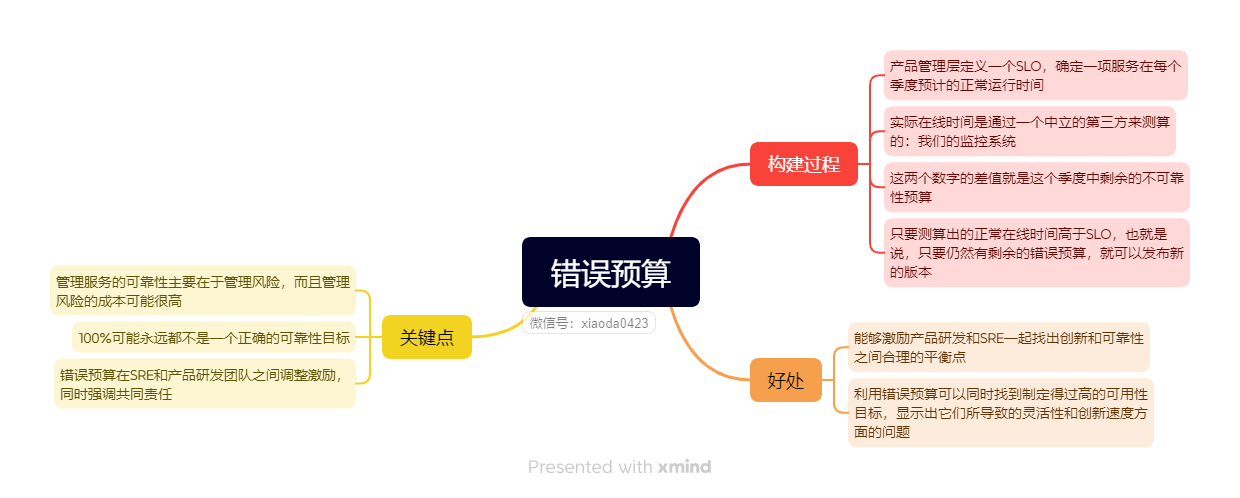 错误预算
微信号：xiaoda0423
构建过程
产品管理层定义一个SLO，确定一项服务在每个
季度预计的正常运行时间
实际在线时间是通过一个中立的第三方来测算
的：我们的监控系统
这两个数字的差值就是这个季度中剩余的不可靠
性预算
只要测算出的正常在线时间高于SLO，也就是
说，只要仍然有剩余的错误预算，就可以发布新
的版本
好处
能够激励产品研发和SRE一起找出创新和可靠性
之间合理的平衡点
利用错误预算可以同时找到制定得过高的可用性
目标，显示出它们所导致的灵活性和创新速度方
面的问题
关键点
管理服务的可靠性主要在于管理风险，而且管理
风险的成本可能很高
100%可能永远都不是一个正确的可靠性目标
错误预算在SRE和产品研发团队之间调整激励，
同时强调共同责任
Presented with xmind